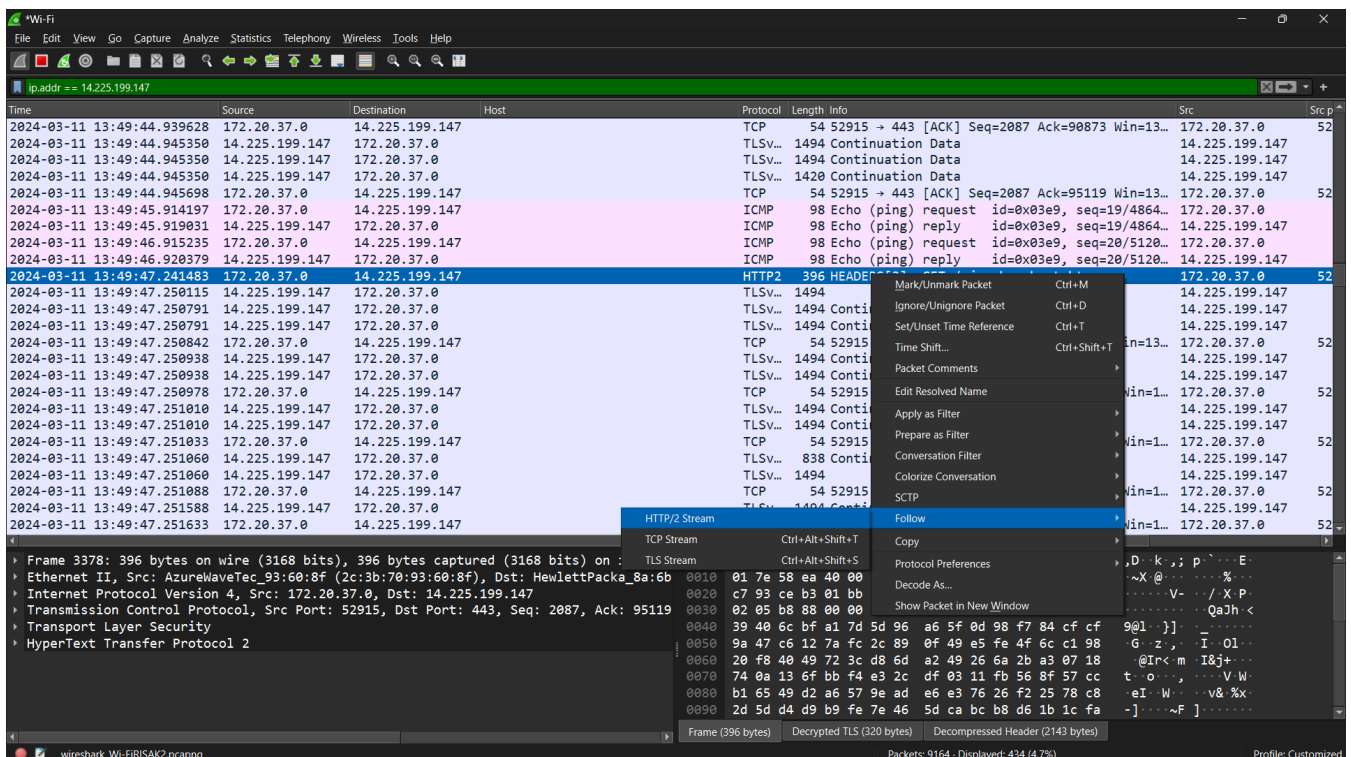 *Wi-Fi
File Edit View Go Capture Analyze Statistics Telephony Wireless Tools Help
ip.addr == 14.225.199.147
Time Source Destination Host Protocol Length Info Src Src p
2024-03-11 13:49:44.939628 172.20.37.0 14.225.199.147 TCP 54 52915 → 443 [ACK] Seq=2087 Ack=90873 Win=13… 172.20.37.0 52
2024-03-11 13:49:44.945350 14.225.199.147 172.20.37.0 TLSv… 1494 Continuation Data 14.225.199.147
2024-03-11 13:49:44.945350 14.225.199.147 172.20.37.0 TLSv… 1494 Continuation Data 14.225.199.147
2024-03-11 13:49:44.945350 14.225.199.147 172.20.37.0 TLSv… 1420 Continuation Data 14.225.199.147
2024-03-11 13:49:44.945698 172.20.37.0 14.225.199.147 TCP 54 52915 → 443 [ACK] Seq=2087 Ack=95119 Win=13… 172.20.37.0 52
2024-03-11 13:49:45.914197 172.20.37.0 14.225.199.147 ICMP 98 Echo (ping) request id=0x03e9, seq=19/4864… 172.20.37.0
2024-03-11 13:49:45.919031 14.225.199.147 172.20.37.0 ICMP 98 Echo (ping) reply id=0x03e9, seq=19/4864… 14.225.199.147
2024-03-11 13:49:46.915235 172.20.37.0 14.225.199.147 ICMP 98 Echo (ping) request id=0x03e9, seq=20/5120… 172.20.37.0
2024-03-11 13:49:46.920379 14.225.199.147 172.20.37.0 ICMP 98 Echo (ping) reply id=0x03e9, seq=20/5120… 14.225.199.147
2024-03-11 13:49:47.241483 172.20.37.0 14.225.199.147 HTTP2 396 172.20.37.0 52
2024-03-11 13:49:47.250115 14.225.199.147 172.20.37.0 TLSv… 1494 14.225.199.147
2024-03-11 13:49:47.250791 14.225.199.147 172.20.37.0 TLSv… 1494 Conti 14.225.199.147
2024-03-11 13:49:47.250791 14.225.199.147 172.20.37.0 TLSv… 1494 Conti 14.225.199.147
2024-03-11 13:49:47.250842 172.20.37.0 14.225.199.147 TCP 54 52915 in=13… 172.20.37.0 52
2024-03-11 13:49:47.250938 14.225.199.147 172.20.37.0 TLSv… 1494 Conti 14.225.199.147
2024-03-11 13:49:47.250938 14.225.199.147 172.20.37.0 TLSv… 1494 Conti 14.225.199.147
2024-03-11 13:49:47.250978 172.20.37.0 14.225.199.147 TCP 54 52915 Win=1… 172.20.37.0 52
2024-03-11 13:49:47.251010 14.225.199.147 172.20.37.0 TLSv… 1494 Conti 14.225.199.147
2024-03-11 13:49:47.251010 14.225.199.147 172.20.37.0 TLSv… 1494 Conti 14.225.199.147
2024-03-11 13:49:47.251033 172.20.37.0 14.225.199.147 TCP 54 52915 Win=1… 172.20.37.0 52
2024-03-11 13:49:47.251060 14.225.199.147 172.20.37.0 TLSv… 838 Conti 14.225.199.147
2024-03-11 13:49:47.251060 14.225.199.147 172.20.37.0 TLSv… 1494 14.225.199.147
2024-03-11 13:49:47.251088 172.20.37.0 14.225.199.147 TCP 54 52915 Win=1… 172.20.37.0 52
2024-03-11 13:49:47.251588 14.225.199.147 172.20.37.0 1494 Conti 14.225.199.147
2024-03-11 13:49:47.251633 172.20.37.0 14.225.199.147 Win=1… 172.20.37.0 52
Mark/Unmark Packet Ctrl+M
Ignore/Unignore Packet Ctrl+D
Set/Unset Time Reference Ctrl+T
Time Shift... Ctrl+Shift+T
Packet Comments
Edit Resolved Name
Apply as Filter
Prepare as Filter
Conversation Filter
Colorize Conversation
SCTP
Follow
Copy
Protocol Preferences
Decode As...
Show Packet in New Window
HTTP/2 Stream
TCP Stream Ctrl+Alt+Shift+T
TLS Stream Ctrl+Alt+Shift+S
Frame 3378: 396 bytes on wire (3168 bits), 396 bytes captured (3168 bits) on
Ethernet II, Src: AzureWaveTec_93:60:8f (2c:3b:70:93:60:8f), Dst: HewlettPacka_8a:6b
Internet Protocol Version 4, Src: 172.20.37.0, Dst: 14.225.199.147
Transmission Control Protocol, Src Port: 52915, Dst Port: 443, Seq: 2087, Ack: 95119
Transport Layer Security
HyperText Transfer Protocol 2
0010 01 7e 58 ea 40 00
0020 c7 93 ce b3 01 bb
0030 02 05 b8 88 00 00
0040 39 40 6c bf a1 7d 5d 96 a6 5f 0d 98 f7 84 cf cf
0050 9a 47 c6 12 7a fc 2c 89 0f 49 e5 fe 4f 6c c1 98
0060 20 f8 40 49 72 3c d8 6d a2 49 26 6a 2b a3 07 18
0070 74 0a 13 6f bb f4 e3 2c df 03 11 fb 56 8f 57 cc
0080 b1 65 49 d2 a6 57 9e ad e6 e3 76 26 f2 25 78 c8
0090 2d 5d d4 d9 b9 fe 7e 46 5d ca bc b8 d6 1b 1c fa
Frame (396 bytes) Decrypted TLS (320 bytes) Decompressed Header (2143 bytes)
wireshark_Wi-FiRISAK2.pcapng Packets: 9164 · Displayed: 434 (4.7%) Profile: Customized